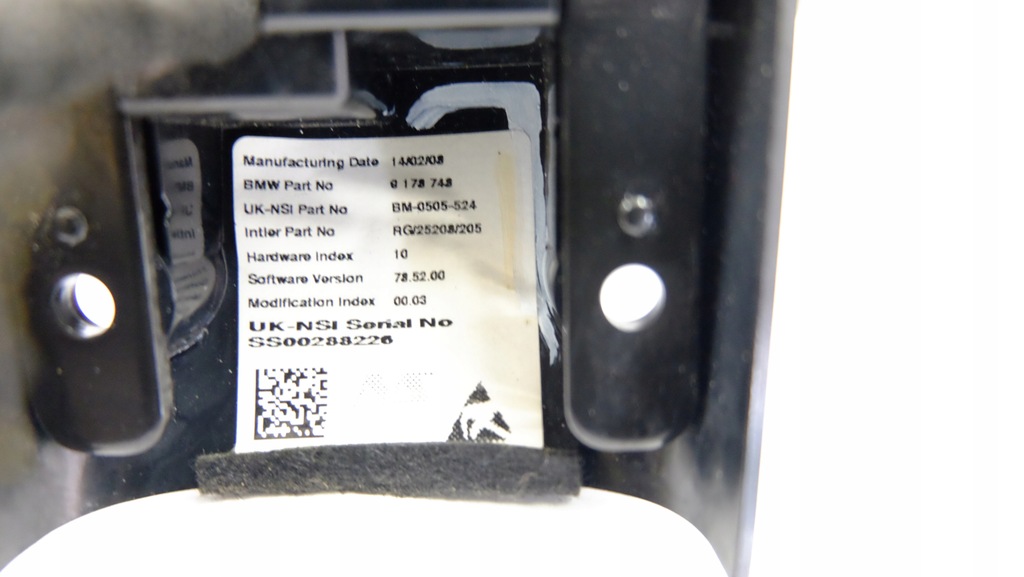 Manufacturing Date 14/02/08
BMW Part No 9 178 748
UK-NSI Part No BM-0505-524
Intier Part No RG/25208/205
Hardware Index 10
Software Version 78.52.00
Modification Index 00.03
UK-NSI Serial No
SS00288226